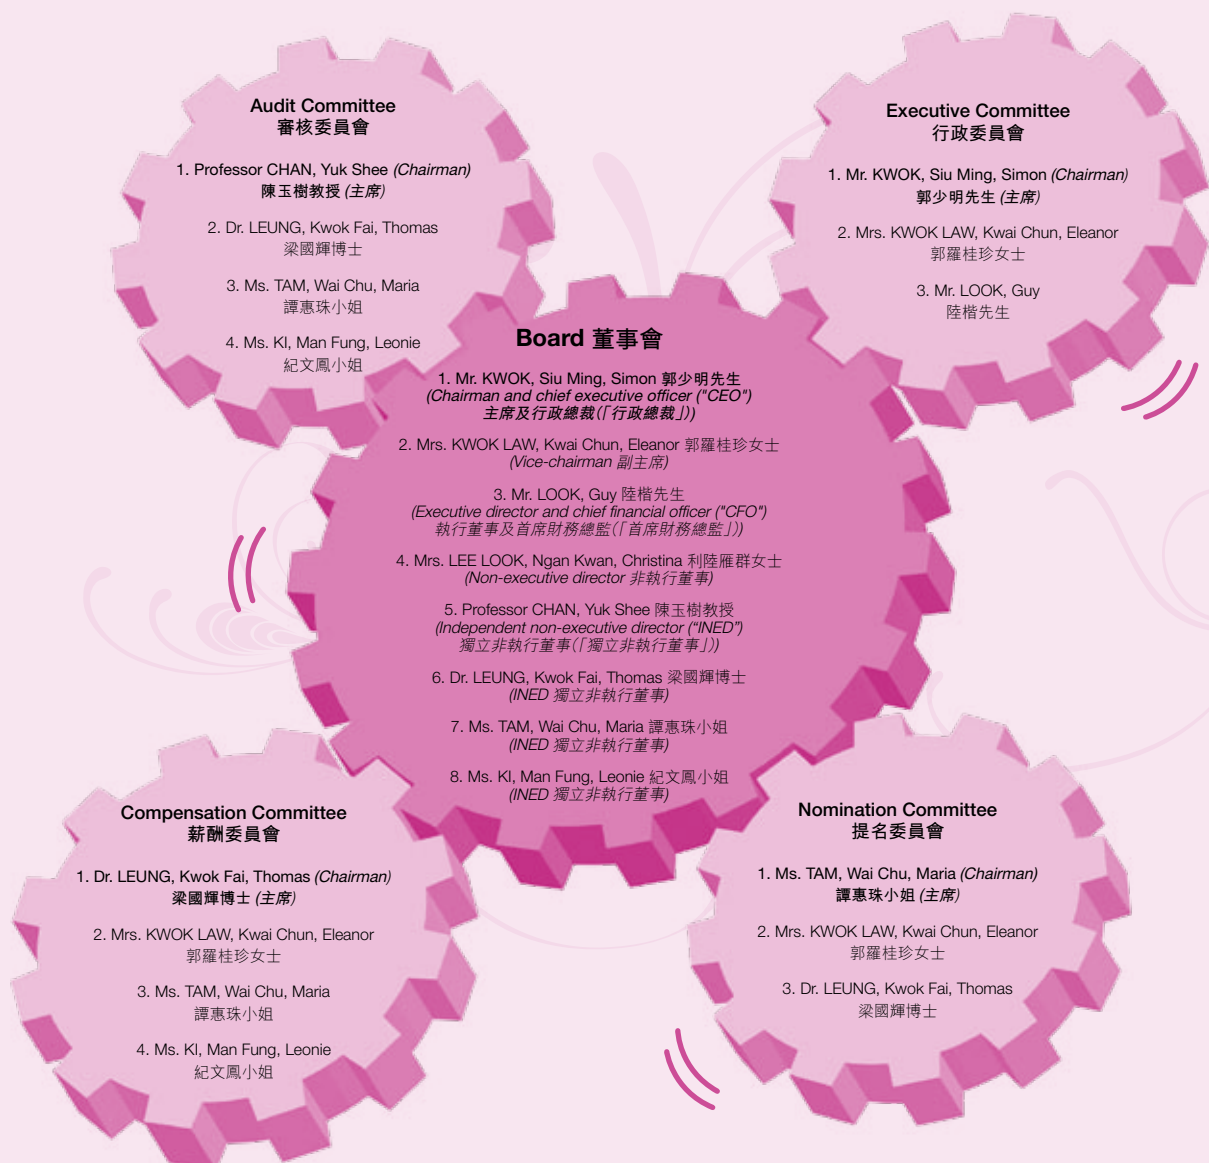 Audit Committee
審核委員會
1. Professor CHAN, Yuk Shee (Chairman)
陳玉樹教授 (主席)
2. Dr. LEUNG, Kwok Fai, Thomas
梁國輝博士
3. Ms. TAM, Wai Chu, Maria
譚惠珠小姐
4. Ms. KI, Man Fung, Leonie
紀文鳳小姐
Executive Committee
行政委員會
1. Mr. KWOK, Siu Ming, Simon (Chairman)
郭少明先生 (主席)
2. Mrs. KWOK LAW, Kwai Chun, Eleanor
郭羅桂珍女士
3. Mr. LOOK, Guy
陸楷先生
Board 董事會
1. Mr. KWOK, Siu Ming, Simon 郭少明先生
(Chairman and chief executive officer ("CEO")
主席及行政總裁(「行政總裁」))
2. Mrs. KWOK LAW, Kwai Chun, Eleanor 郭羅桂珍女士
(Vice-chairman 副主席)
3. Mr. LOOK, Guy 陸楷先生
(Executive director and chief financial officer ("CFO")
執行董事及首席財務總監(「首席財務總監」))
4. Mrs. LEE LOOK, Ngan Kwan, Christina 利陸雁群女士
(Non-executive director 非執行董事)
5. Professor CHAN, Yuk Shee 陳玉樹教授
(Independent non-executive director (“INED”)
獨立非執行董事(「獨立非執行董事」))
6. Dr. LEUNG, Kwok Fai, Thomas 梁國輝博士
(INED 獨立非執行董事)
7. Ms. TAM, Wai Chu, Maria 譚惠珠小姐
(INED 獨立非執行董事)
8. Ms. KI, Man Fung, Leonie 紀文鳳小姐
(INED 獨立非執行董事)
Compensation Committee
薪酬委員會
1. Dr. LEUNG, Kwok Fai, Thomas (Chairman)
梁國輝博士 (主席)
2. Mrs. KWOK LAW, Kwai Chun, Eleanor
郭羅桂珍女士
3. Ms. TAM, Wai Chu, Maria
譚惠珠小姐
4. Ms. KI, Man Fung, Leonie
紀文鳳小姐
Nomination Committee
提名委員會
1. Ms. TAM, Wai Chu, Maria (Chairman)
譚惠珠小姐 (主席)
2. Mrs. KWOK LAW, Kwai Chun, Eleanor
郭羅桂珍女士
3. Dr. LEUNG, Kwok Fai, Thomas
梁國輝博士